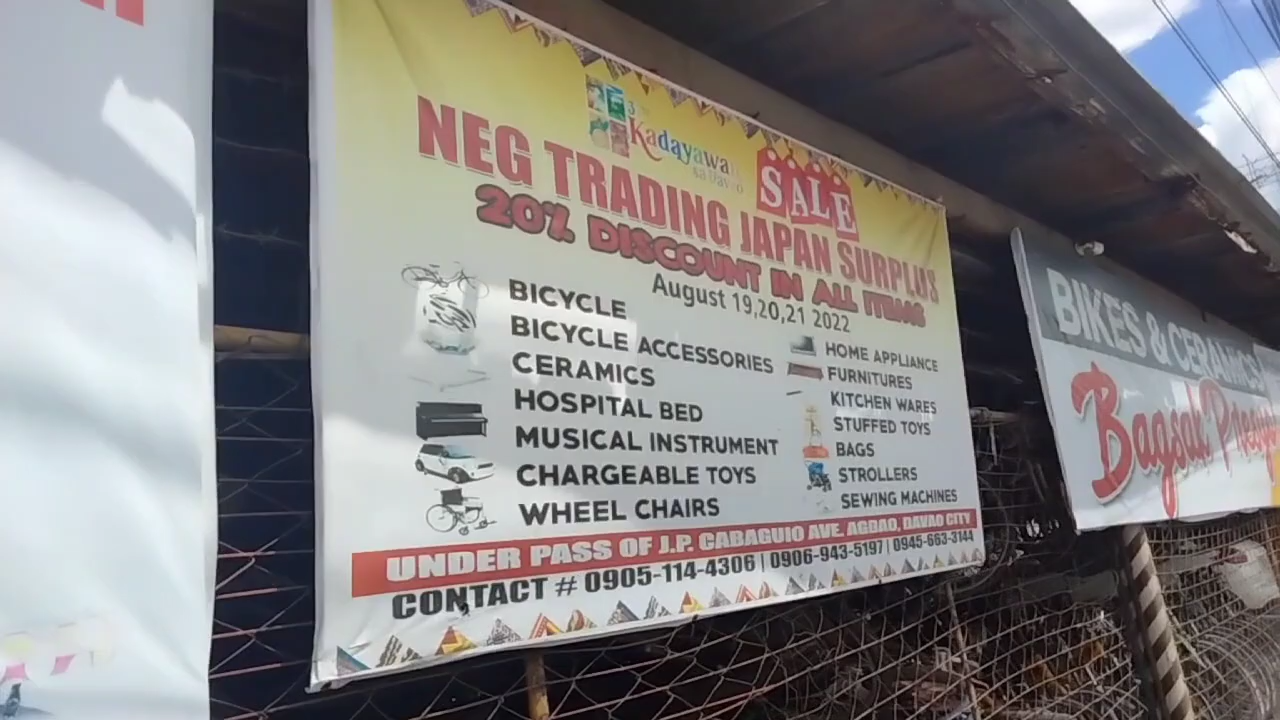 Kadayawan
sa Davao
SALE
NEG TRADING JAPAN SURPLUS
20% DISCOUNT IN ALL ITEMS
August 19,20,21 2022
BICYCLE
BICYCLE ACCESSORIES
CERAMICS
HOSPITAL BED
MUSICAL INSTRUMENT
CHARGEABLE TOYS
WHEEL CHAIRS
HOME APPLIANCE
FURNITURES
KITCHEN WARES
STUFFED TOYS
BAGS
STROLLERS
SEWING MACHINES
UNDER PASS OF J.P. CABAGUIO AVE. AGDAO, DAVAO CITY
CONTACT # 0905-114-4306 | 0906-943-5197 | 0945-663-3144
BIKES & CERAMICS
Bagsak Presyo